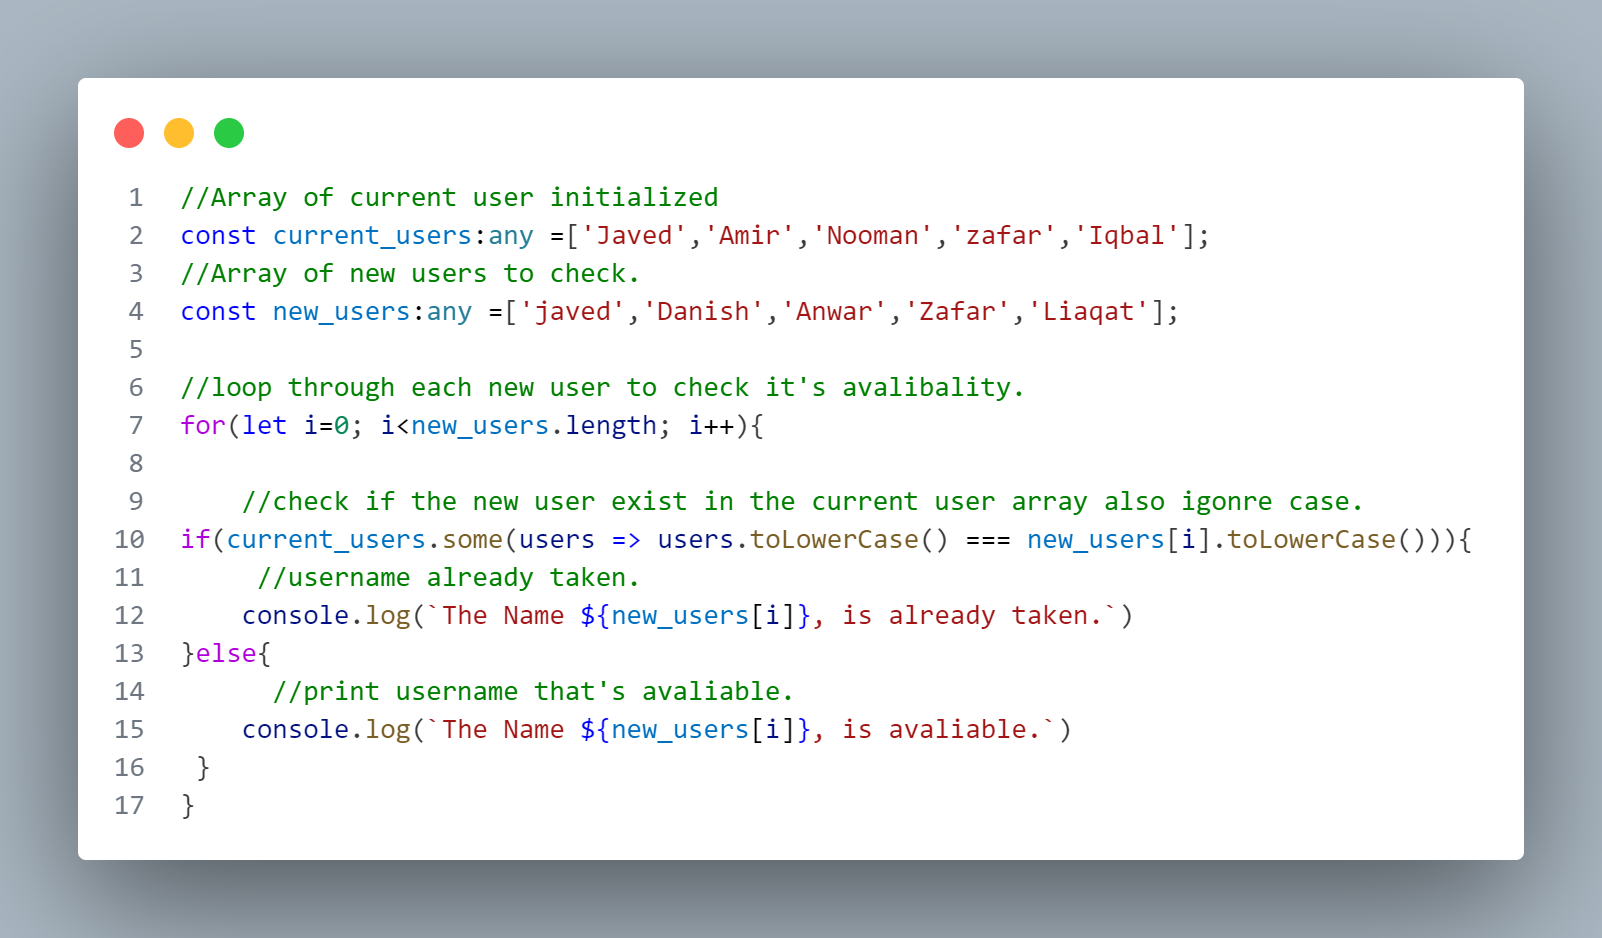 1 //Array of current user initialized
2 const current_users:any =['Javed','Amir','Nooman','zafar','Iqbal'];
3 //Array of new users to check.
4 const new_users:any =['javed','Danish','Anwar','Zafar','Liaqat'];
5
6 //loop through each new user to check it's avalibality.
7 for(let i=0; i<new_users.length; i++){
8
9     //check if the new user exist in the current user array also igonre case.
10 if(current_users.some(users => users.toLowerCase() === new_users[i].toLowerCase())){
11      //username already taken.
12     console.log(`The Name ${new_users[i]}, is already taken.`)
13 }else{
14       //print username that's avaliable.
15     console.log(`The Name ${new_users[i]}, is avaliable.`)
16  }
17 }